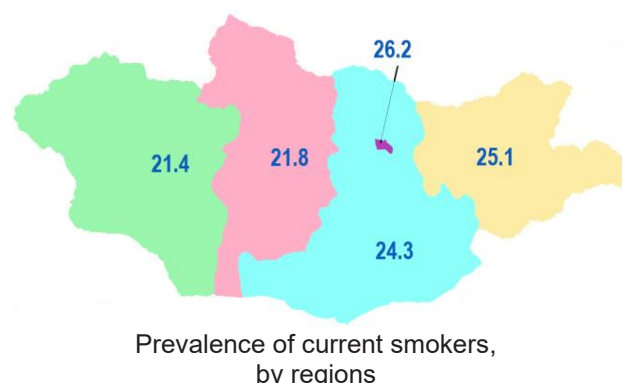 26.2
21.4
21.8
25.1
24.3
Prevalence of current smokers,
by regions